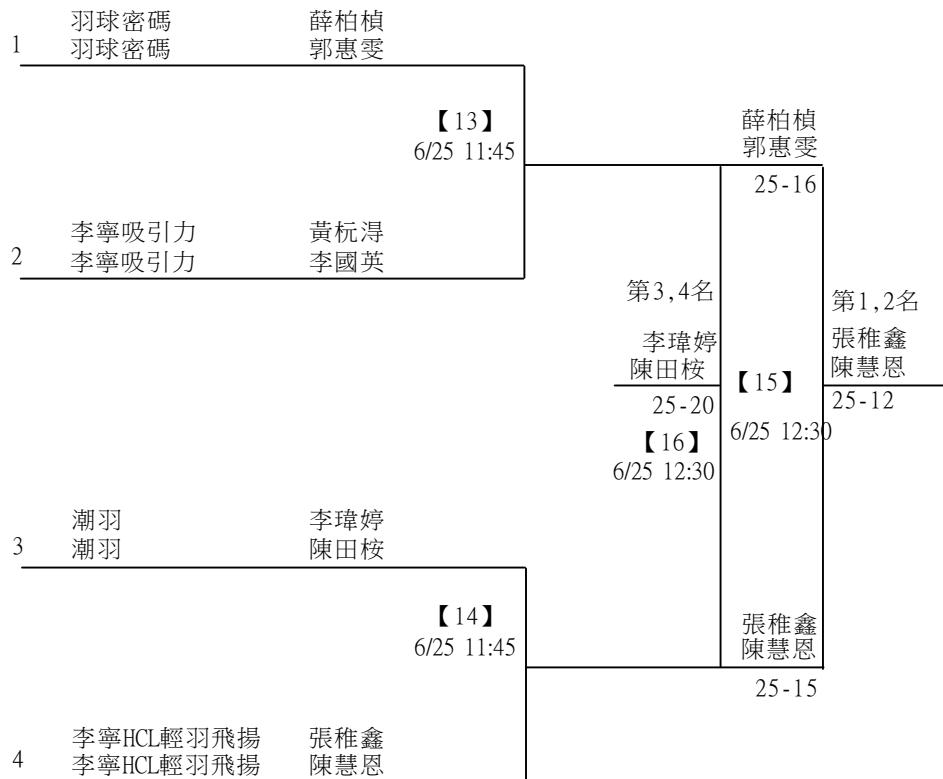 羽球密碼 薛柏楨
1 羽球密碼 郭惠雯
【13】
6/25 11:45
薛柏楨
郭惠雯
25-16
李寧吸引力 黃杬淂
2 李寧吸引力 李國英
第3,4名
第1,2名
李瑋婷
陳田桉
25-20
【16】
6/25 12:30
【15】
6/25 12:30
張稚鑫
陳慧恩
25-12
潮羽 李瑋婷
3 潮羽 陳田桉
【14】
6/25 11:45
張稚鑫
陳慧恩
25-15
李寧HCL輕羽飛揚 張稚鑫
4 李寧HCL輕羽飛揚 陳慧恩